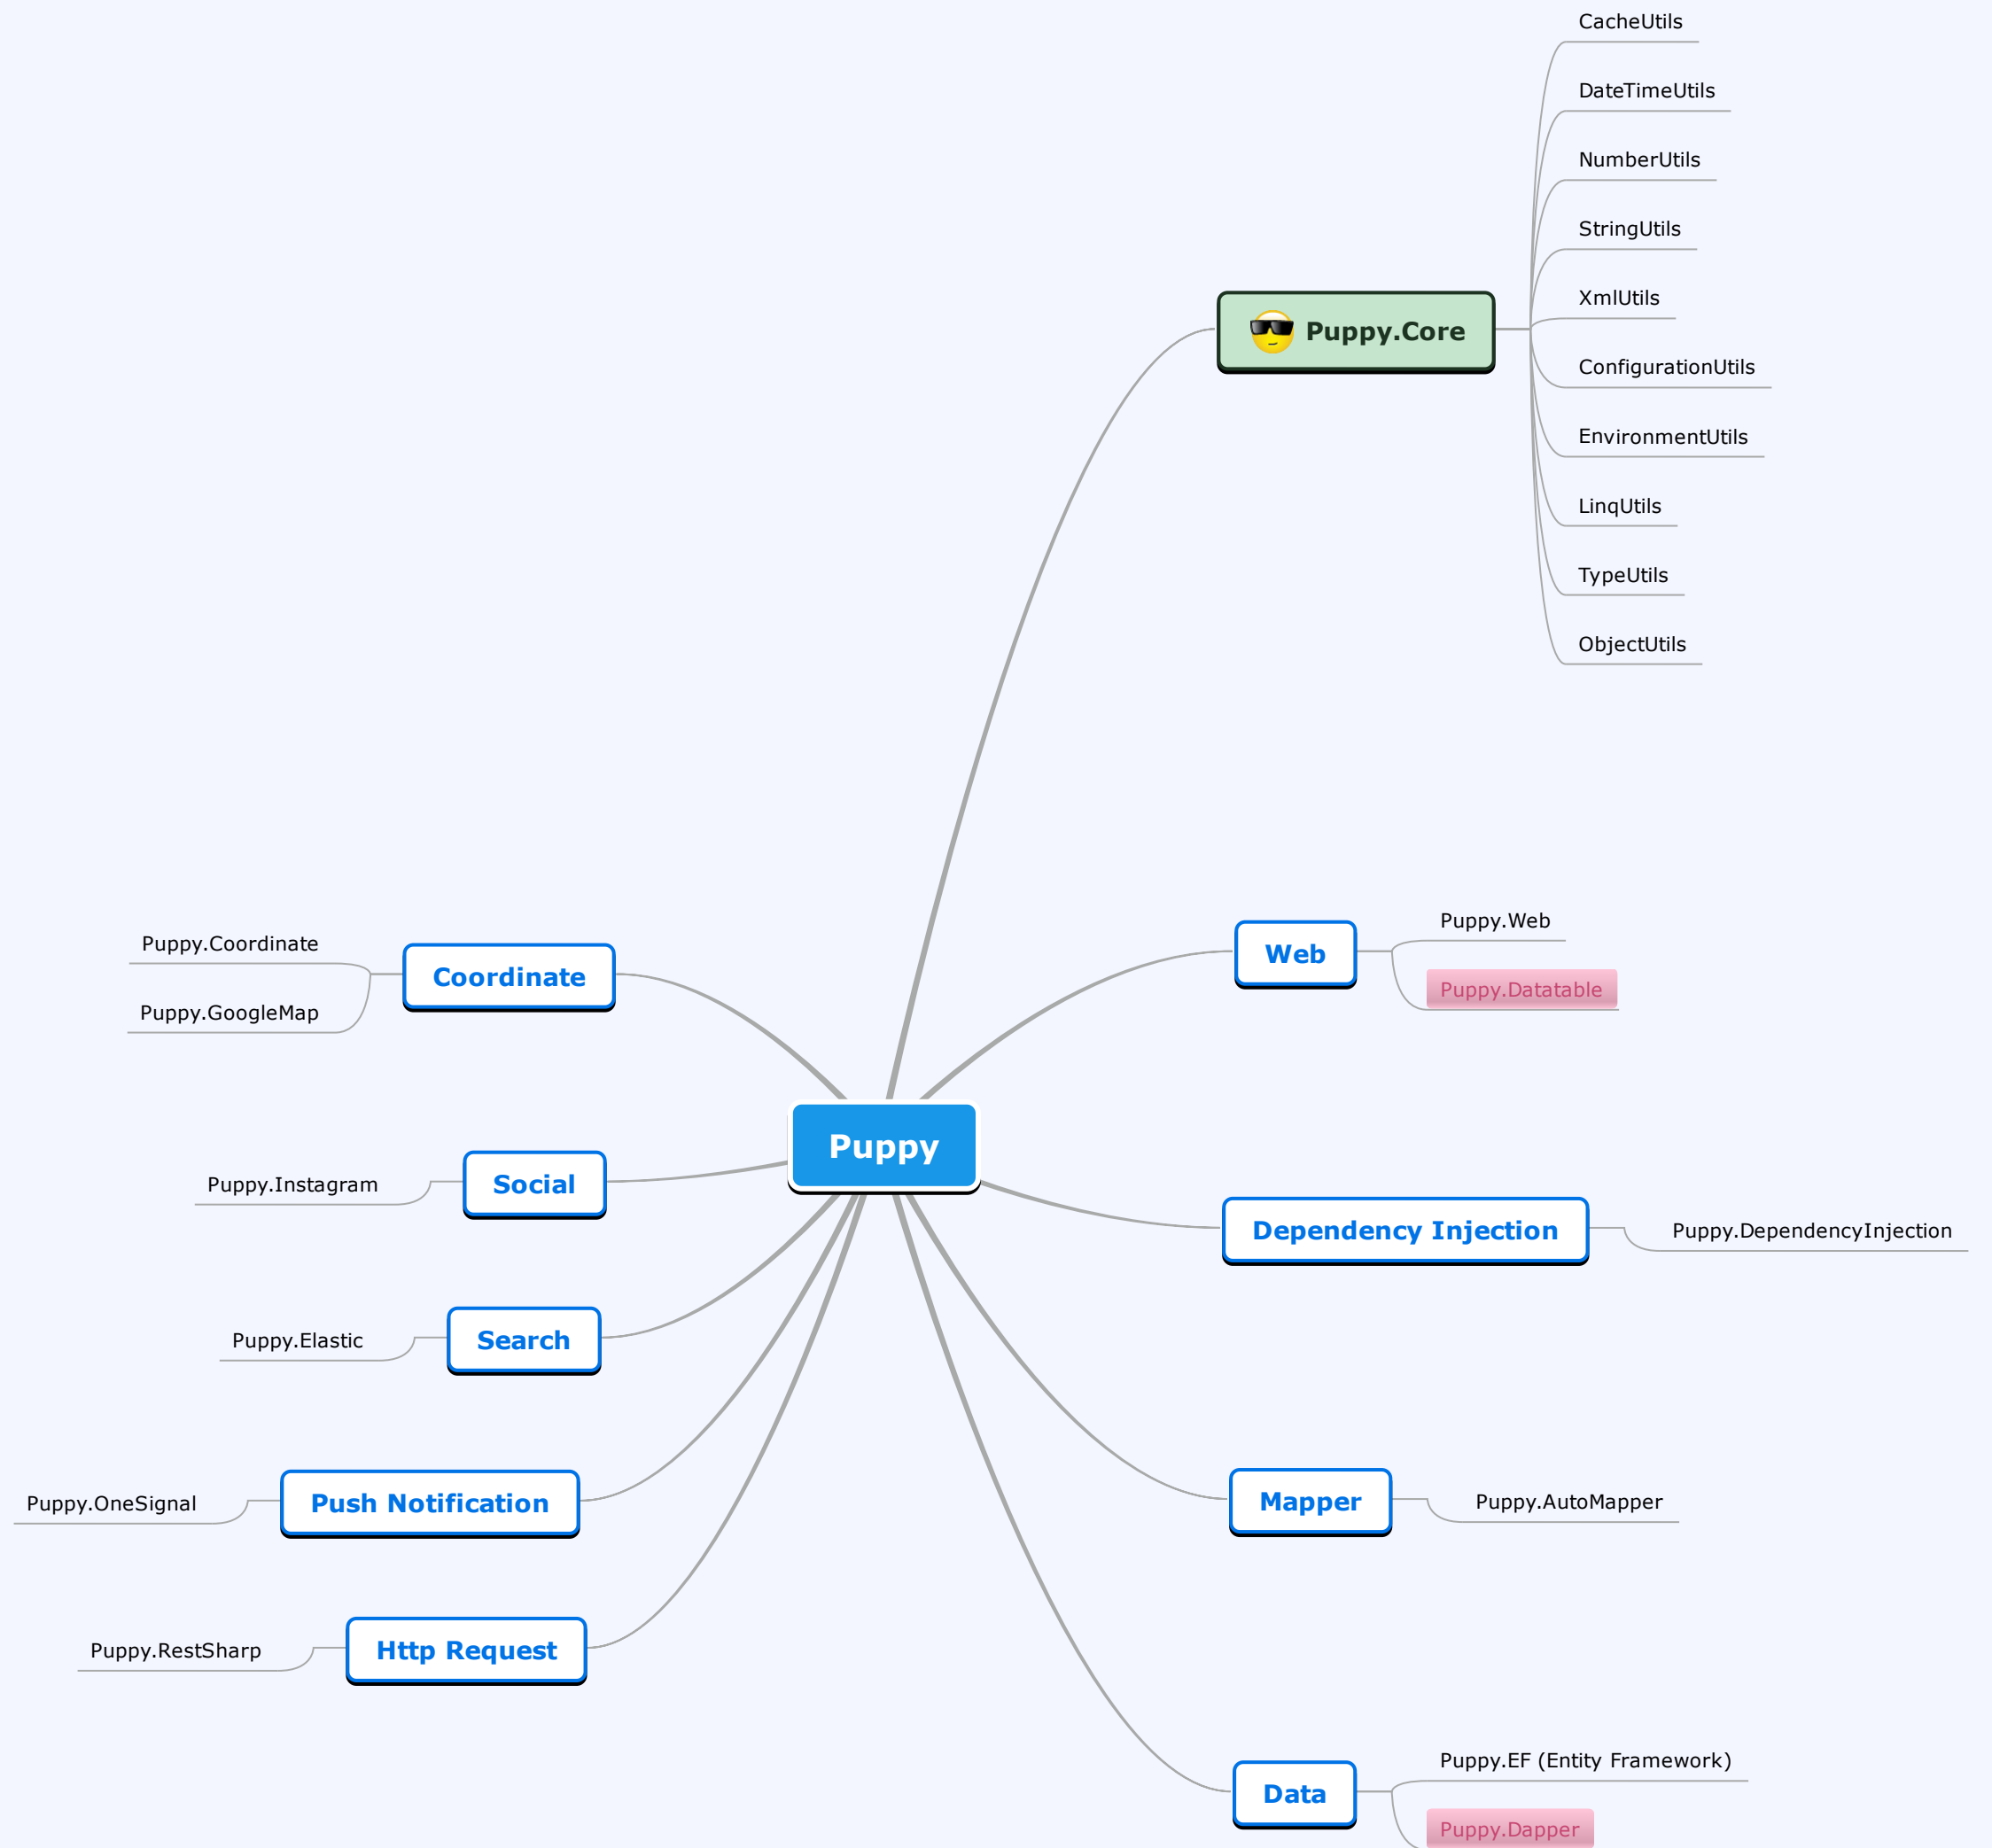 CacheUtils
DateTimeUtils
NumberUtils
StringUtils
XmlUtils
Puppy.Core
ConfigurationUtils
EnvironmentUtils
LinqUtils
TypeUtils
ObjectUtils
Puppy.Coordinate
Coordinate
Puppy.GoogleMap
Web
Puppy.Web
Puppy.Datatable
Puppy
Puppy.Instagram
Social
Dependency Injection
Puppy.DependencyInjection
Puppy.Elastic
Search
Puppy.OneSignal
Push Notification
Mapper
Puppy.AutoMapper
Puppy.RestSharp
Http Request
Data
Puppy.EF (Entity Framework)
Puppy.Dapper